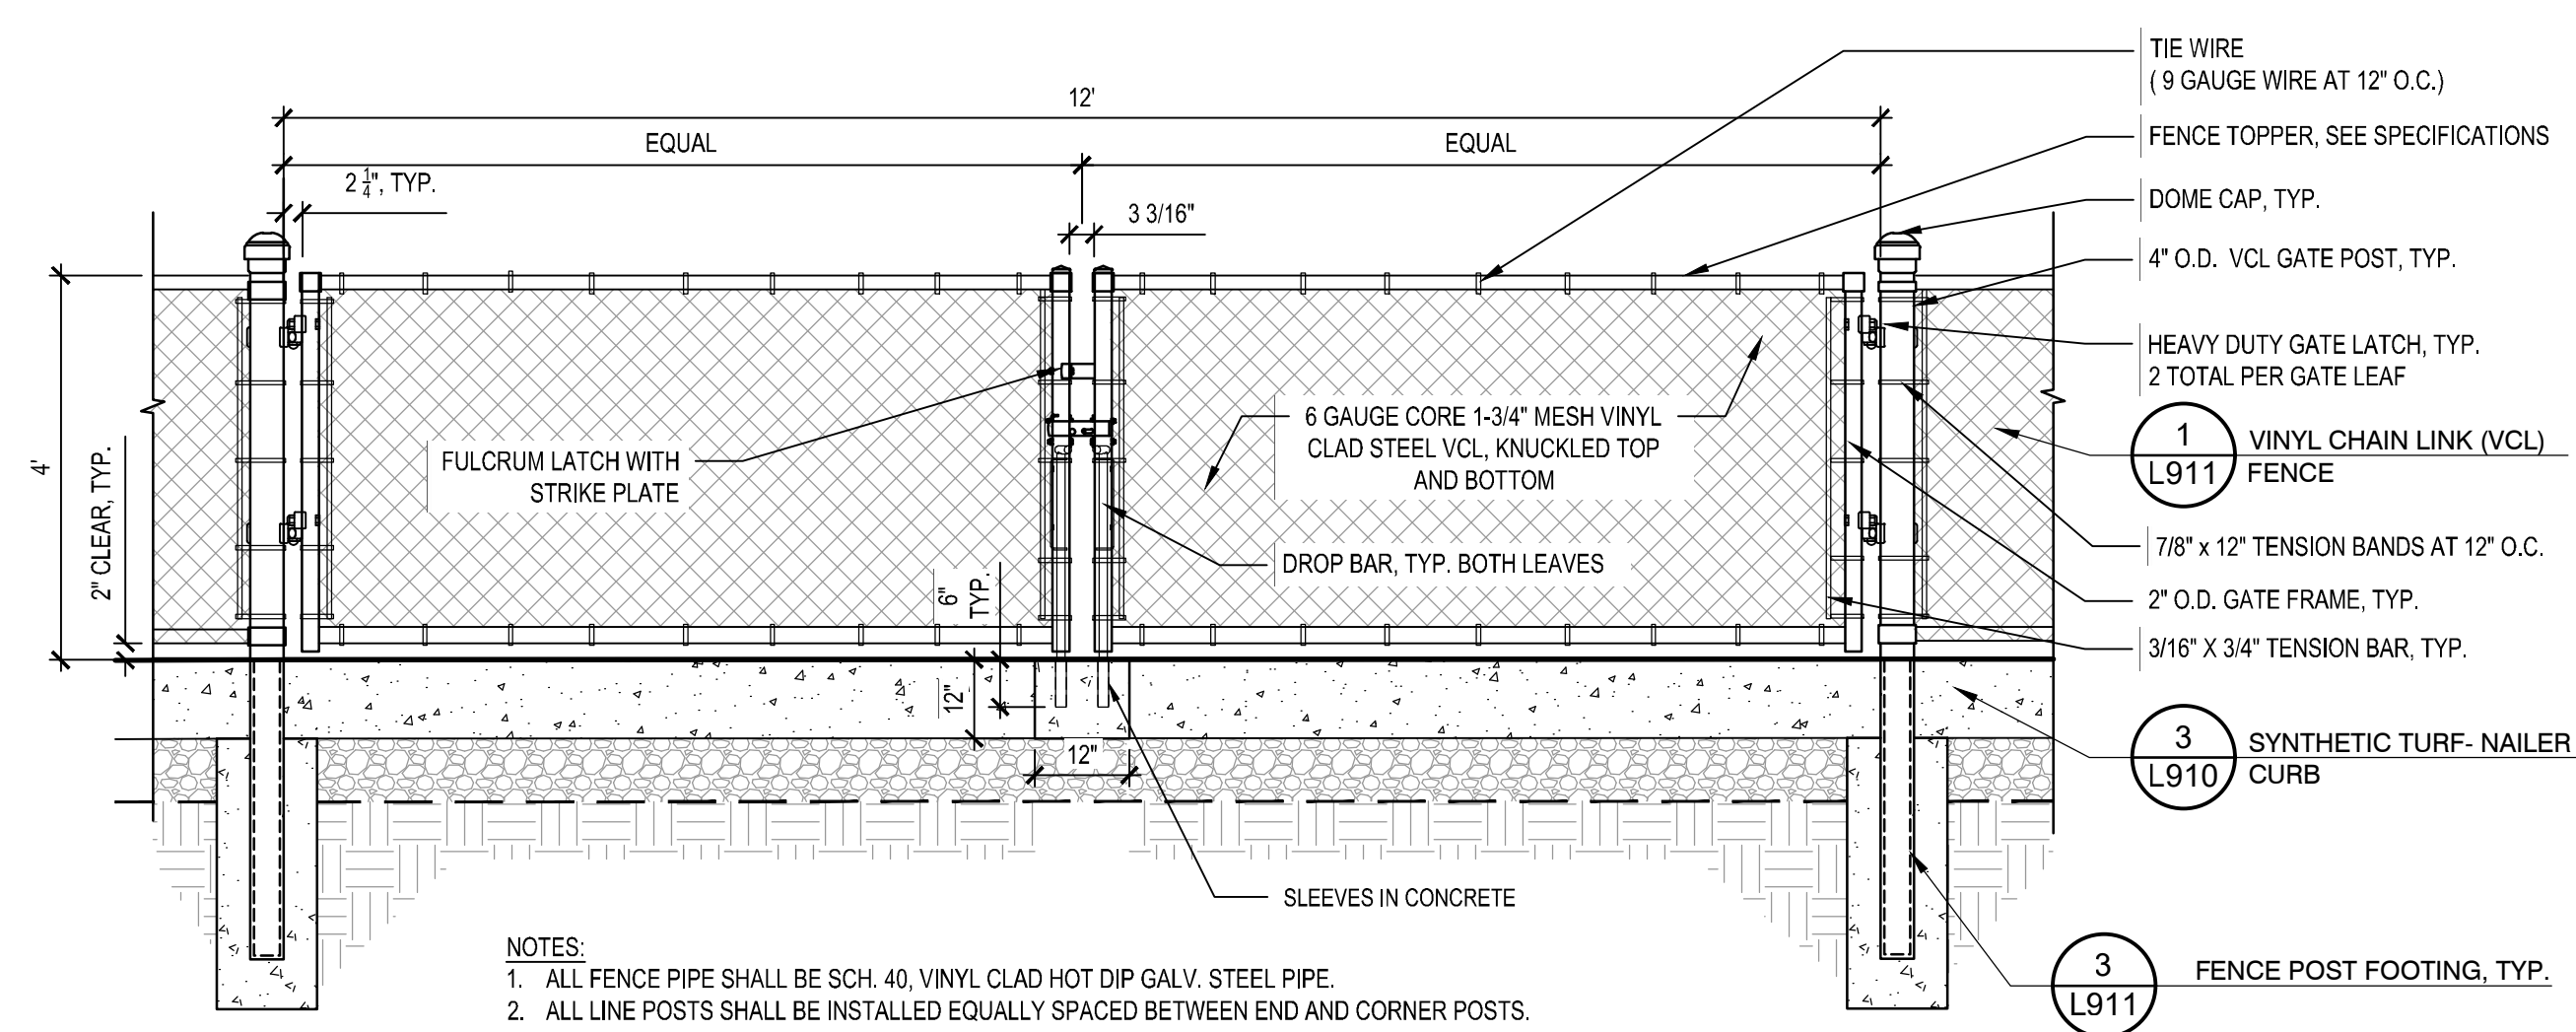 12'
EQUAL
EQUAL
2 1/4", TYP.
3 3/16"
4'
2" CLEAR, TYP.
FULCRUM LATCH WITH
STRIKE PLATE
6 GAUGE CORE 1-3/4" MESH VINYL
CLAD STEEL VCL, KNUCKLED TOP
AND BOTTOM
DROP BAR, TYP. BOTH LEAVES
6"
TYP.
12"
12"
SLEEVES IN CONCRETE
TIE WIRE
( 9 GAUGE WIRE AT 12" O.C.)
FENCE TOPPER, SEE SPECIFICATIONS
DOME CAP, TYP.
4" O.D. VCL GATE POST, TYP.
HEAVY DUTY GATE LATCH, TYP.
2 TOTAL PER GATE LEAF
1
L911
VINYL CHAIN LINK (VCL)
FENCE
7/8" x 12" TENSION BANDS AT 12" O.C.
2" O.D. GATE FRAME, TYP.
3/16" X 3/4" TENSION BAR, TYP.
3
L910
SYNTHETIC TURF- NAILER
CURB
3
L911
FENCE POST FOOTING, TYP.
NOTES:
1. ALL FENCE PIPE SHALL BE SCH. 40, VINYL CLAD HOT DIP GALV. STEEL PIPE.
2. ALL LINE POSTS SHALL BE INSTALLED EQUALLY SPACED BETWEEN END AND CORNER POSTS.